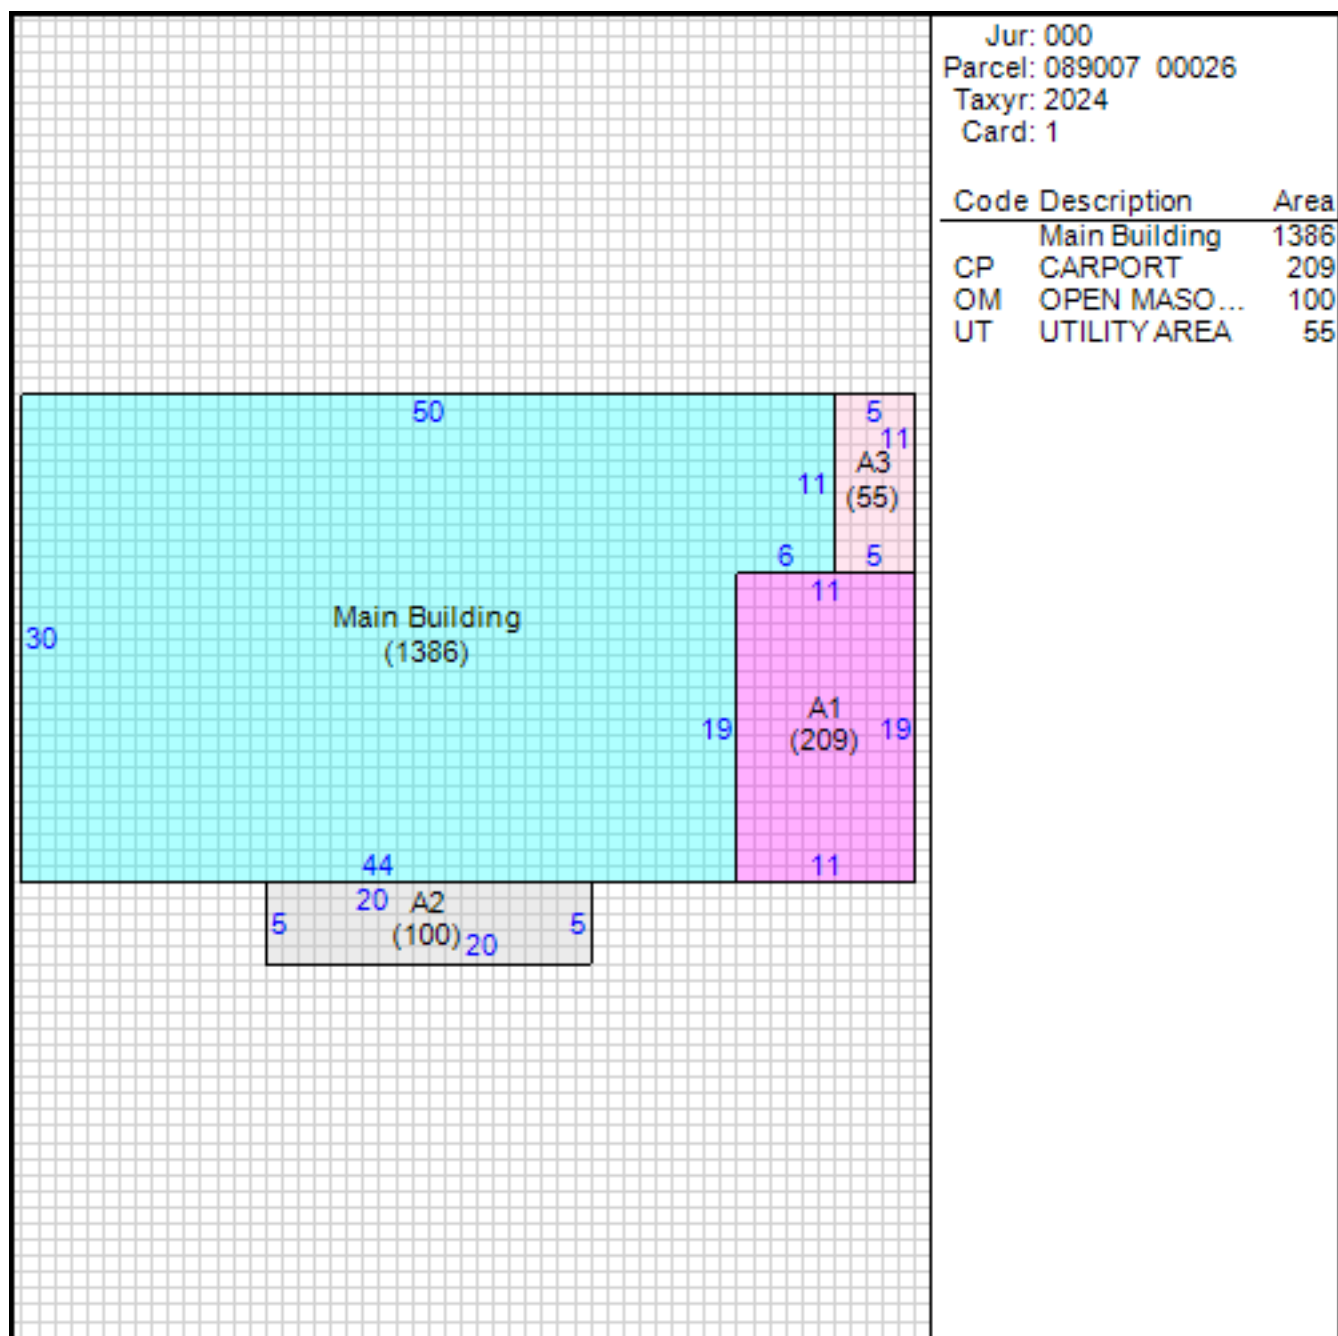 Jur: 000
Parcel: 089007 00026
Taxyr: 2024
Card: 1
Code Description Area
Main Building 1386
CP CARPORT 209
OM OPEN MASO... 100
UT UTILITY AREA 55
50
5
11
A3
11
(55)
6
5
11
Main Building
30
(1386)
A1
19
19
(209)
44
11
20
A2
5
5
(100)
20